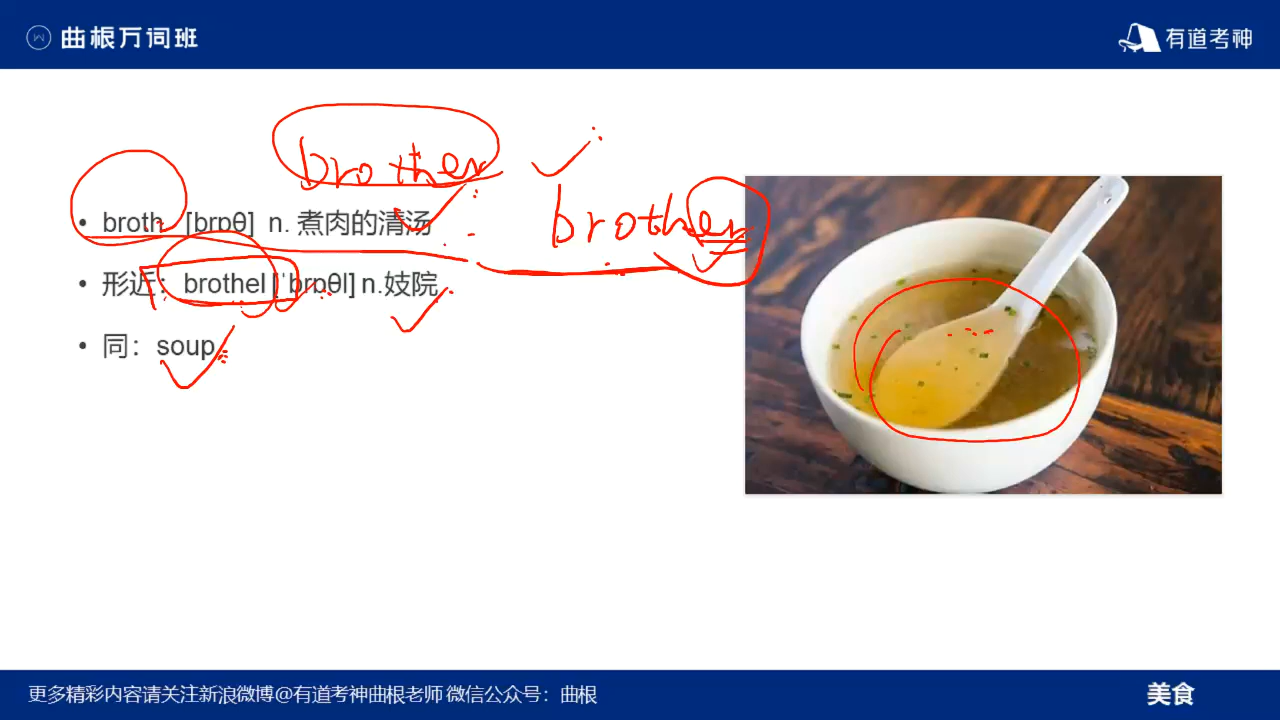 曲根万词班
有道考神
brother
brother
• broth [brɒθ] n. 煮肉的清汤
• 形近：brothel [ˈbrɒθl] n.妓院
• 同：soup
更多精彩内容请关注新浪微博@有道考神曲根老师 微信公众号：曲根
美食